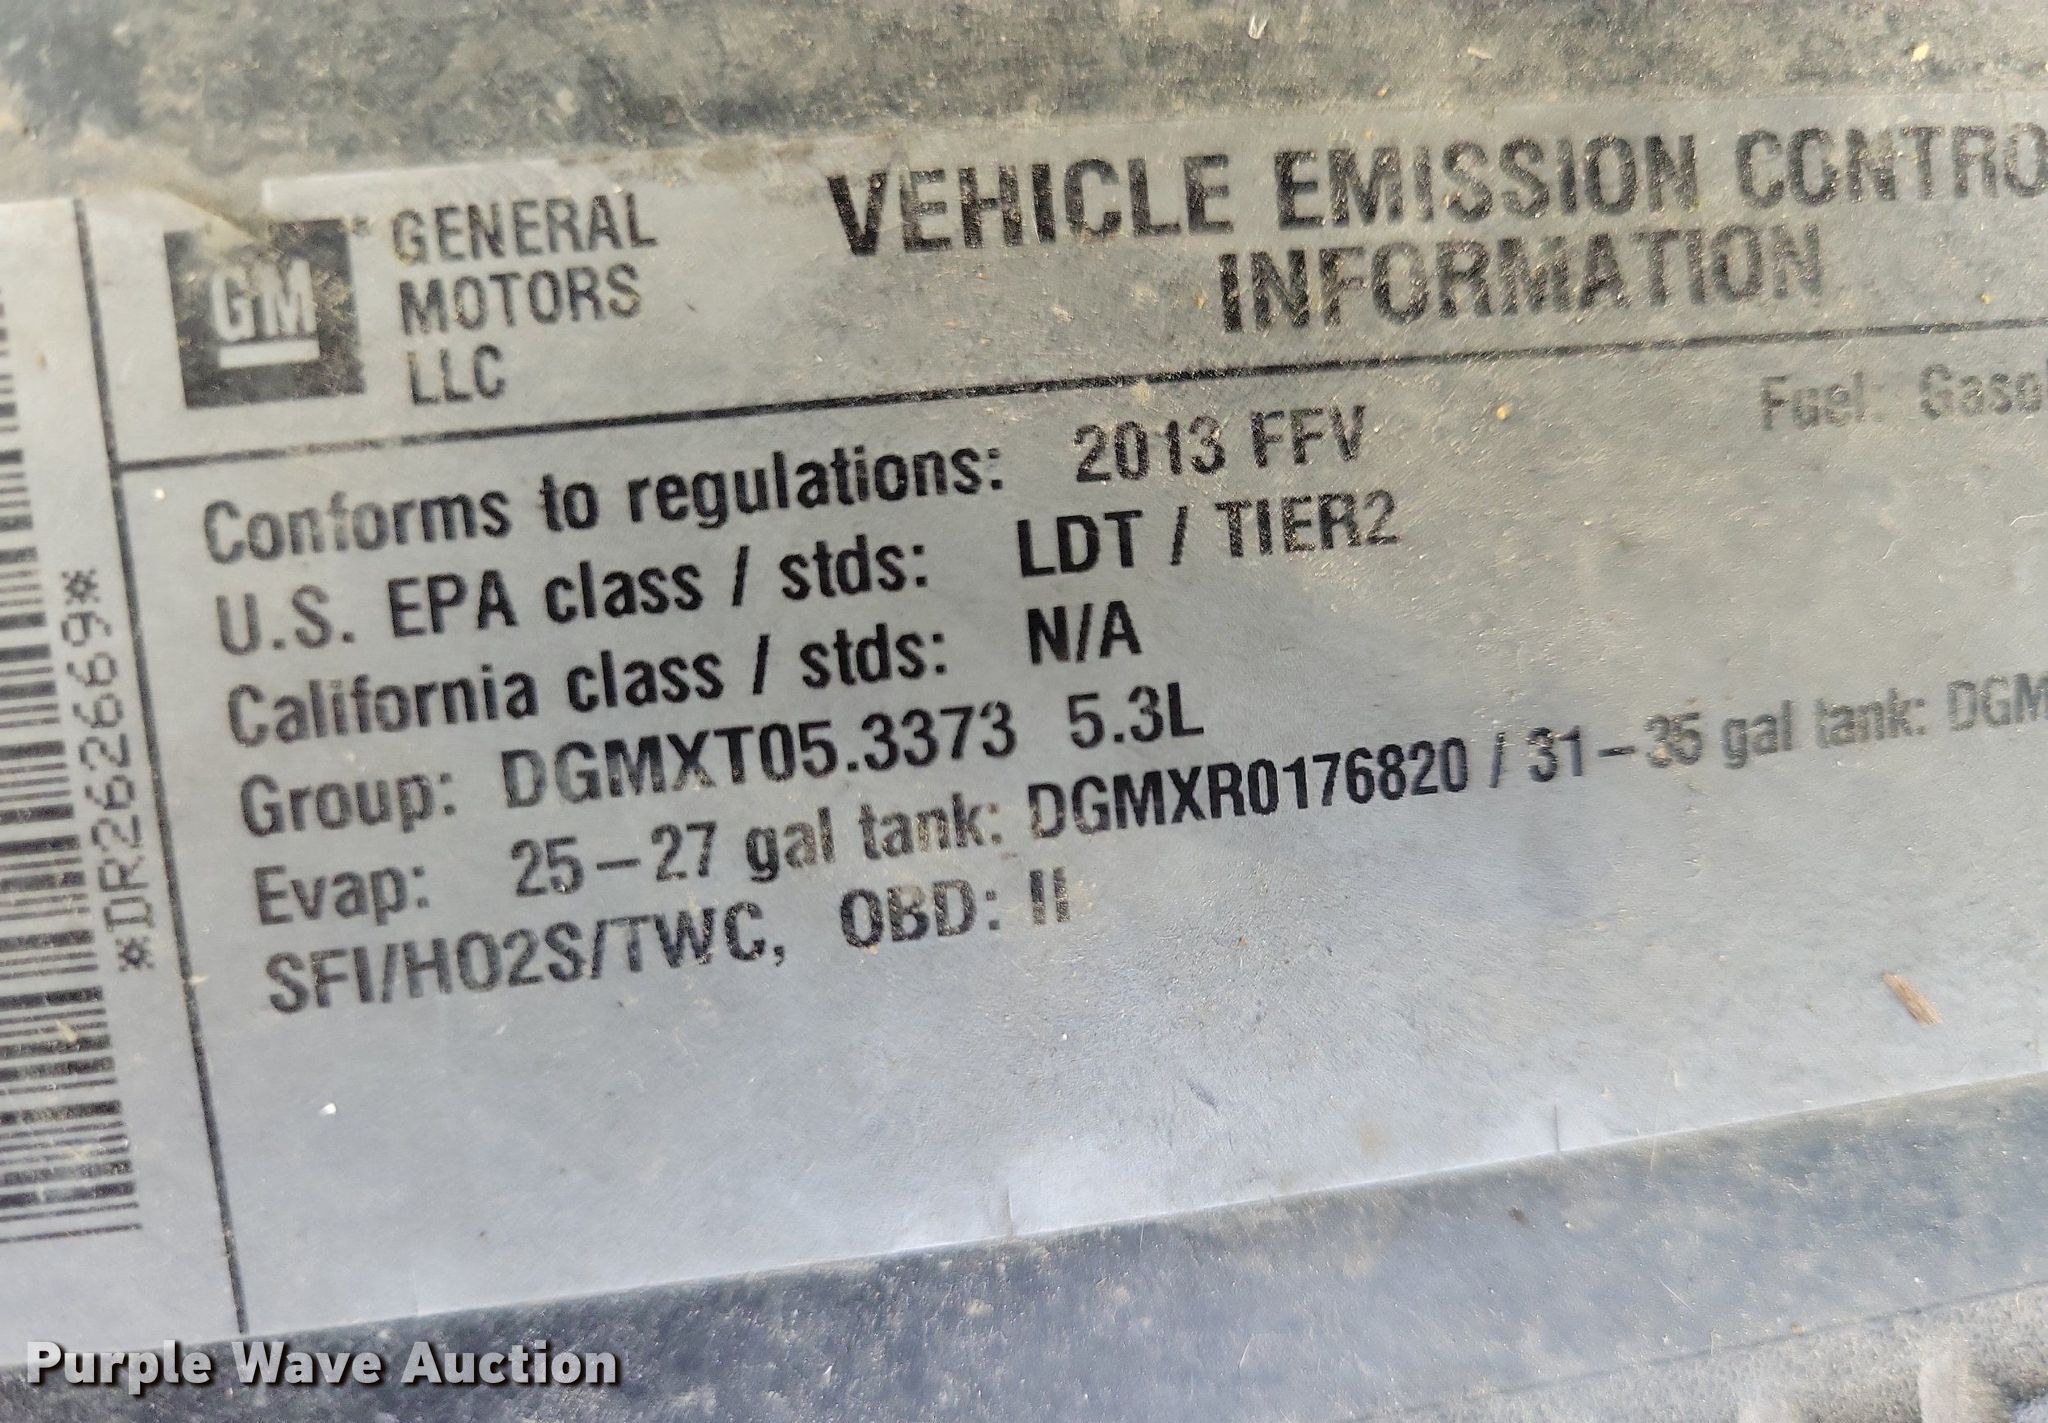 GM
GENERAL
MOTORS
LLC
VEHICLE EMISSION CONTRO
INFORMATION
Conforms to regulations: 2013 FFV
Fuel: Gasol
U.S. EPA class / stds: LDT / TIER2
California class / stds: N/A
Group: DGMXT05.3373 5.3L
Evap: 25-27 gal tank: DGMXR0176820 / 31-35 gal tank: DGM
SFI/HO2S/TWC, OBD: II
*DR262669*
Purple Wave Auction